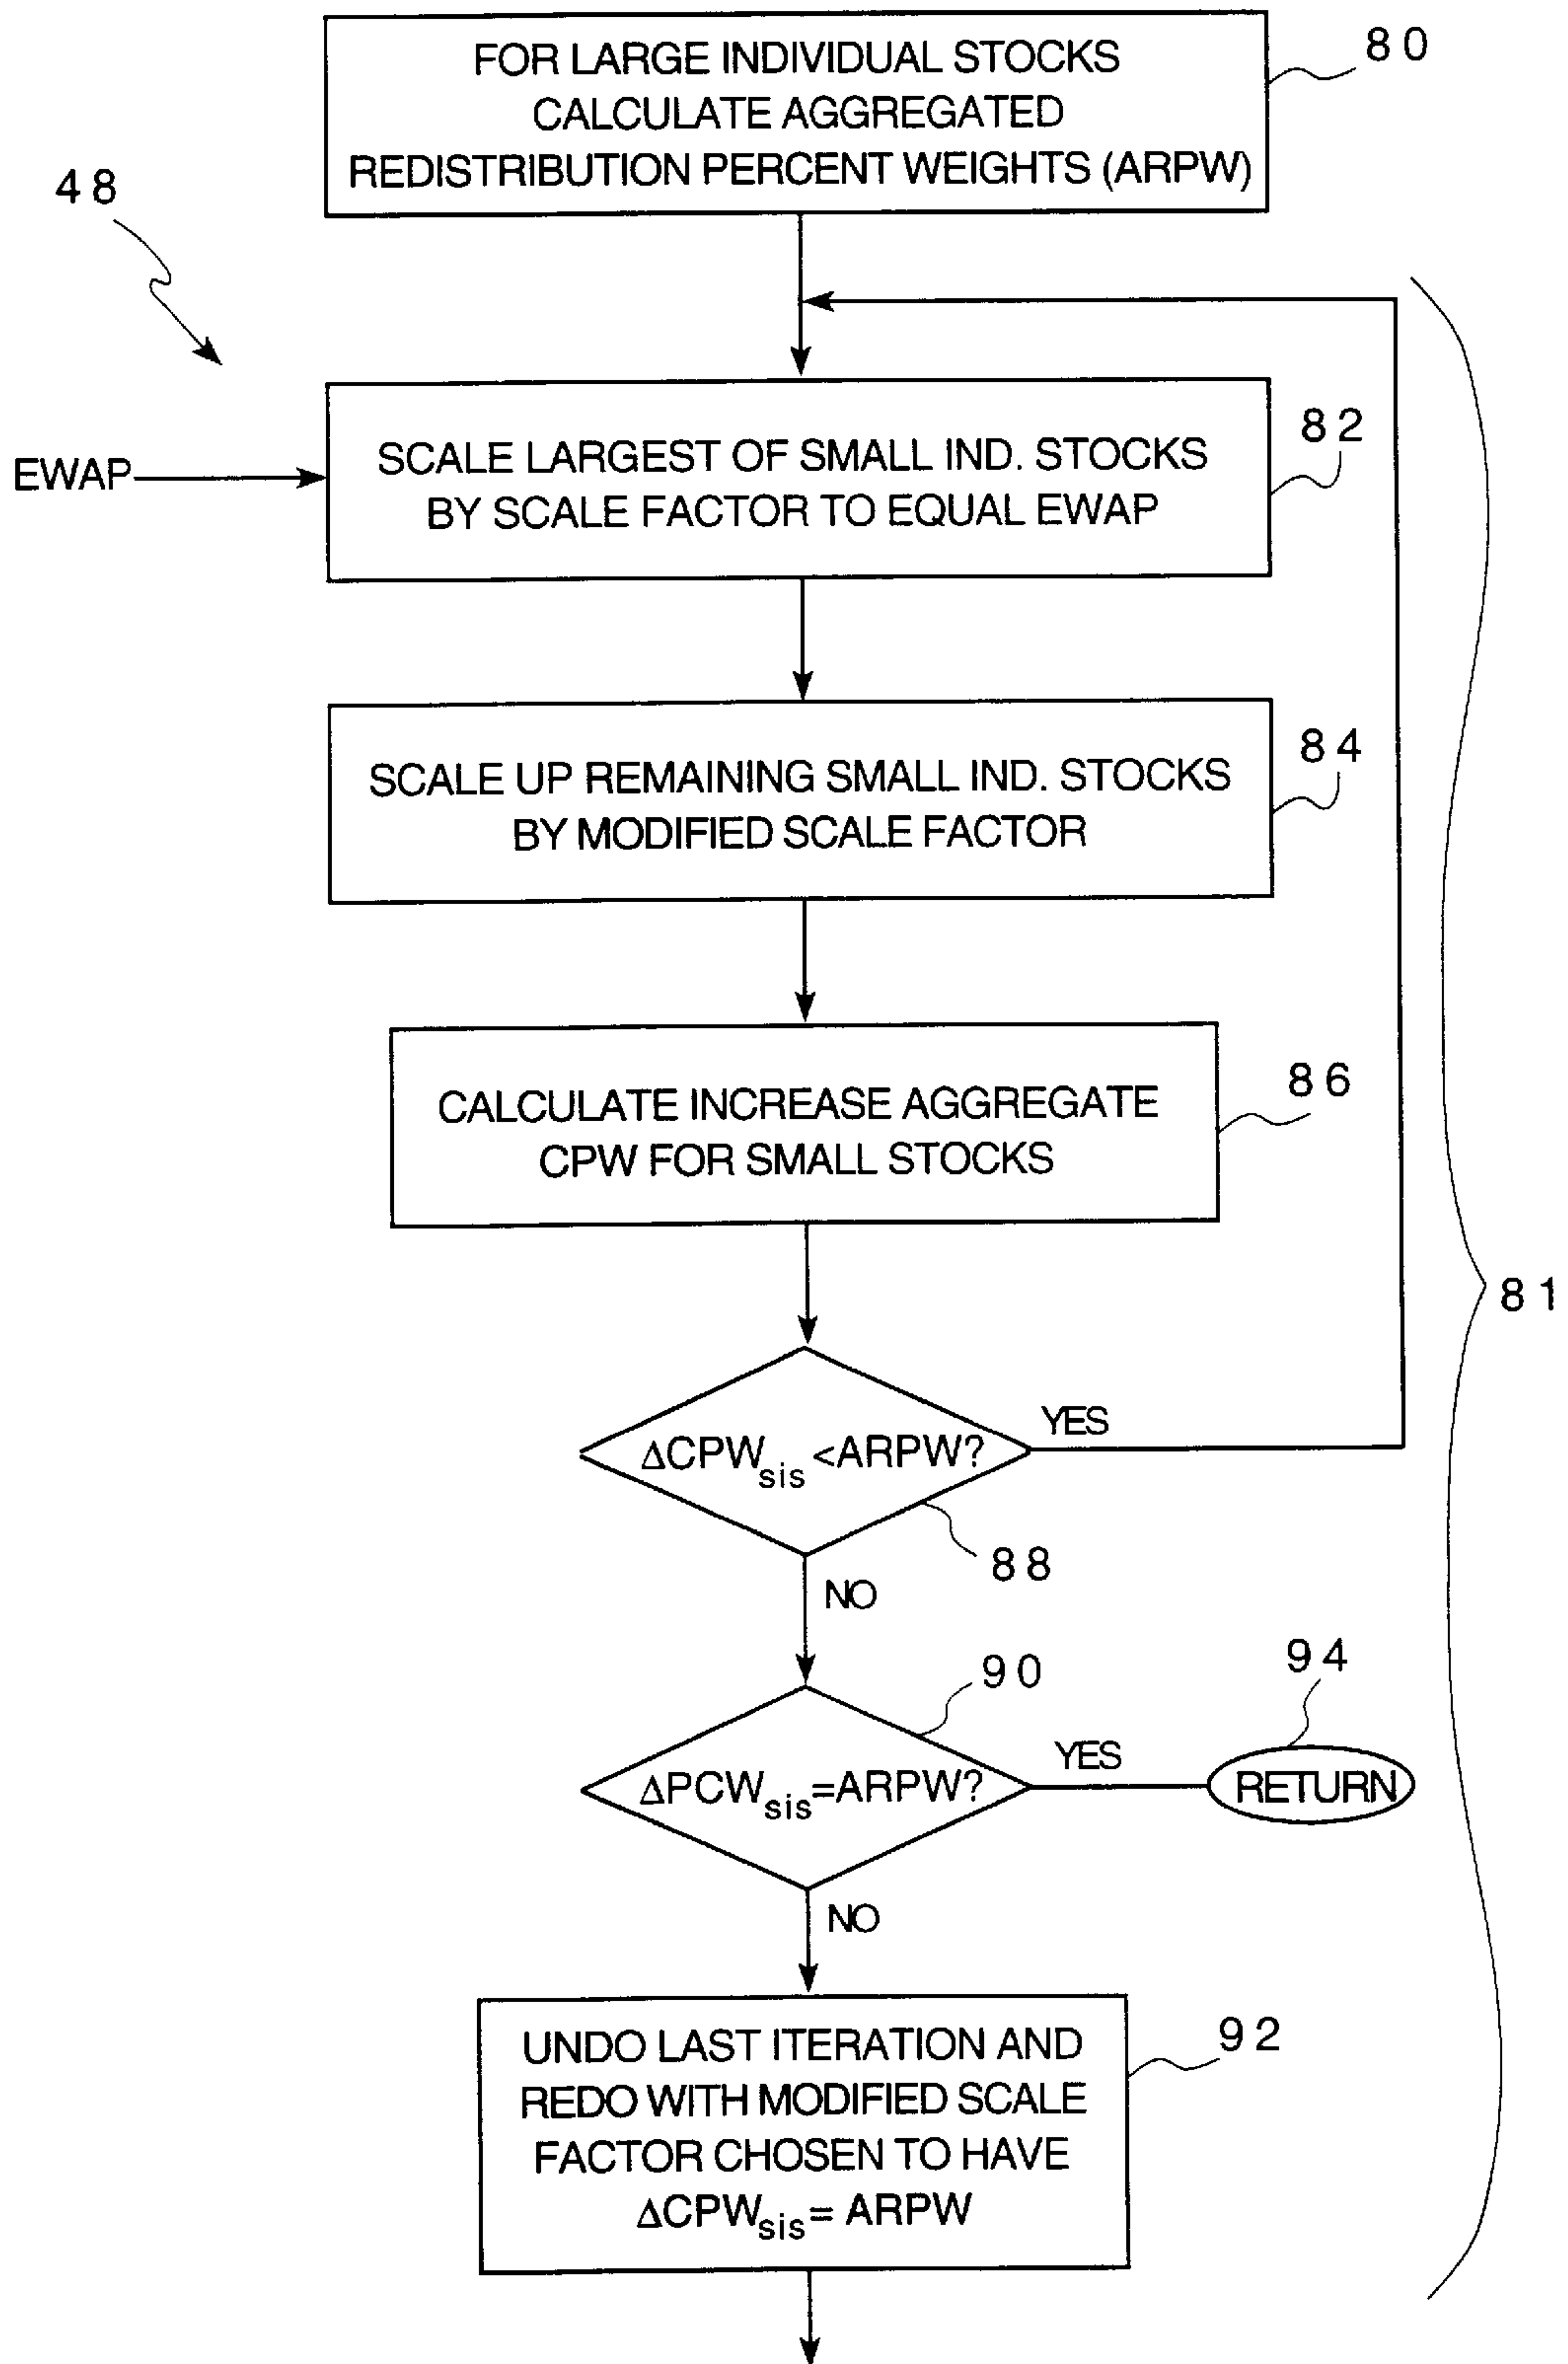 FOR LARGE INDIVIDUAL STOCKS
CALCULATE AGGREGATED
REDISTRIBUTION PERCENT WEIGHTS (ARPW)
80
48
EWAP
SCALE LARGEST OF SMALL IND. STOCKS
BY SCALE FACTOR TO EQUAL EWAP
82
SCALE UP REMAINING SMALL IND. STOCKS
BY MODIFIED SCALE FACTOR
84
CALCULATE INCREASE AGGREGATE
CPW FOR SMALL STOCKS
86
81
ΔCPWsis <ARPW?
YES
88
NO
90
ΔPCWsis=ARPW?
YES
94
RETURN
NO
UNDO LAST ITERATION AND
REDO WITH MODIFIED SCALE
FACTOR CHOSEN TO HAVE
ΔCPWsis= ARPW
92